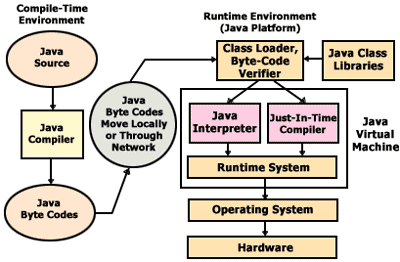 Compile-Time
Environment
Java
Source
Java
Compiler
Java
Byte Codes
Java
Byte Codes
Move Locally
or Through
Network
Runtime Environment
(Java Platform)
Class Loader,
Byte-Code
Verifier
Java Class
Libraries
Java
Interpreter
Just-In-Time
Compiler
Java
Virtual
Machine
Runtime System
Operating System
Hardware